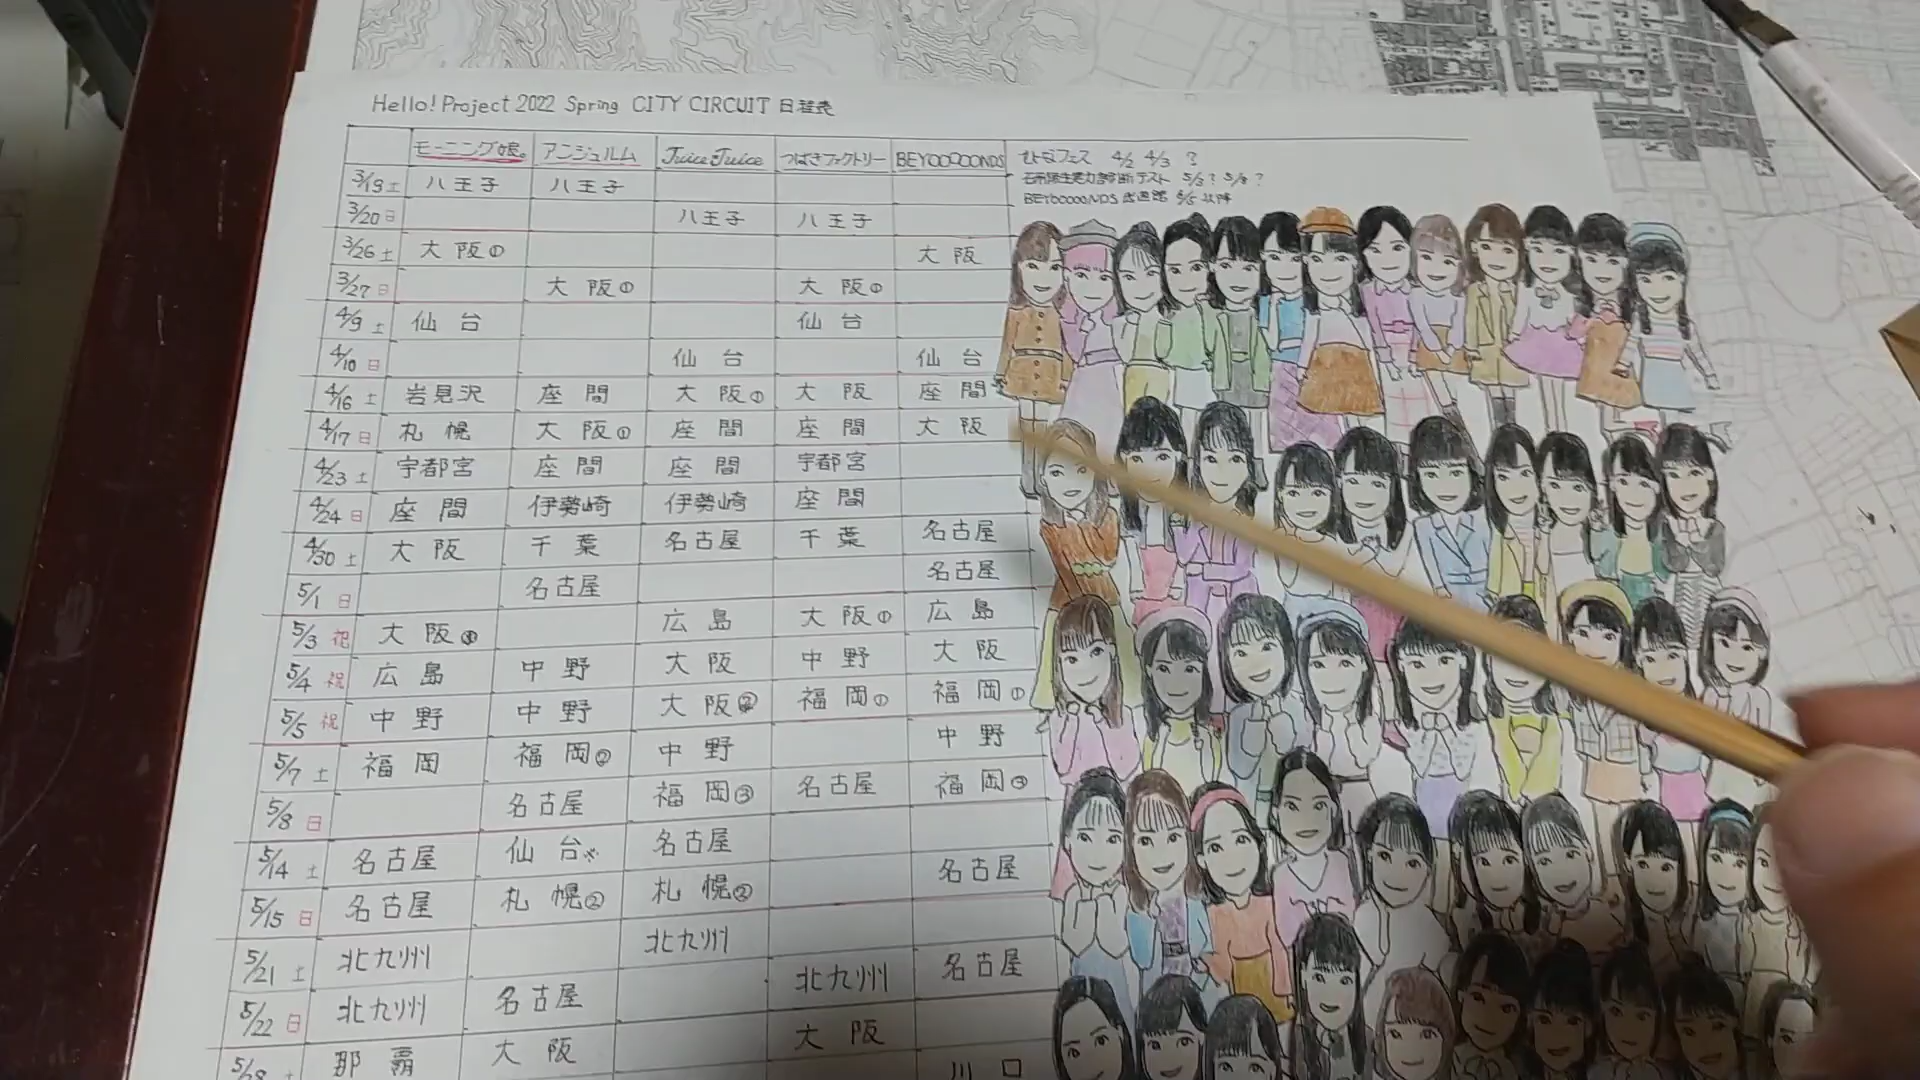 Hello! Project 2022 Spring CITY CIRCUIT 日程表
モーニング娘。 アンジュルム Juice=Juice つばきファクトリー BEYOOOOONDS
ひなフェス 4/2 4/3 ?
BEYOOOOONDS 武道館 以降
3/19 土 八王子 八王子
3/20 日 八王子 八王子
3/26 土 大阪① 大阪
3/27 日 大阪① 大阪①
4/9 土 仙台 仙台
4/10 日 仙台 仙台
4/16 土 岩見沢 座間 大阪① 大阪 座間
4/17 日 札幌 大阪① 座間 座間 大阪
4/23 土 宇都宮 座間 座間 宇都宮
4/24 日 座間 伊勢崎 伊勢崎 座間
4/30 土 大阪 千葉 名古屋 千葉 名古屋
5/1 日 名古屋 名古屋
5/3 祝 大阪 広島 大阪① 広島
5/4 祝 広島 中野 大阪 中野 大阪
5/5 祝 中野 中野 大阪② 福岡① 福岡①
5/7 土 福岡 福岡② 中野 中野
5/8 日 名古屋 福岡③ 名古屋 福岡③
5/14 土 名古屋 仙台※ 名古屋
5/15 日 名古屋 札幌② 札幌② 名古屋
5/21 土 北九州 北九州
5/22 日 北九州 名古屋 北九州 名古屋
5/28 土 那覇 大阪 大阪 川口